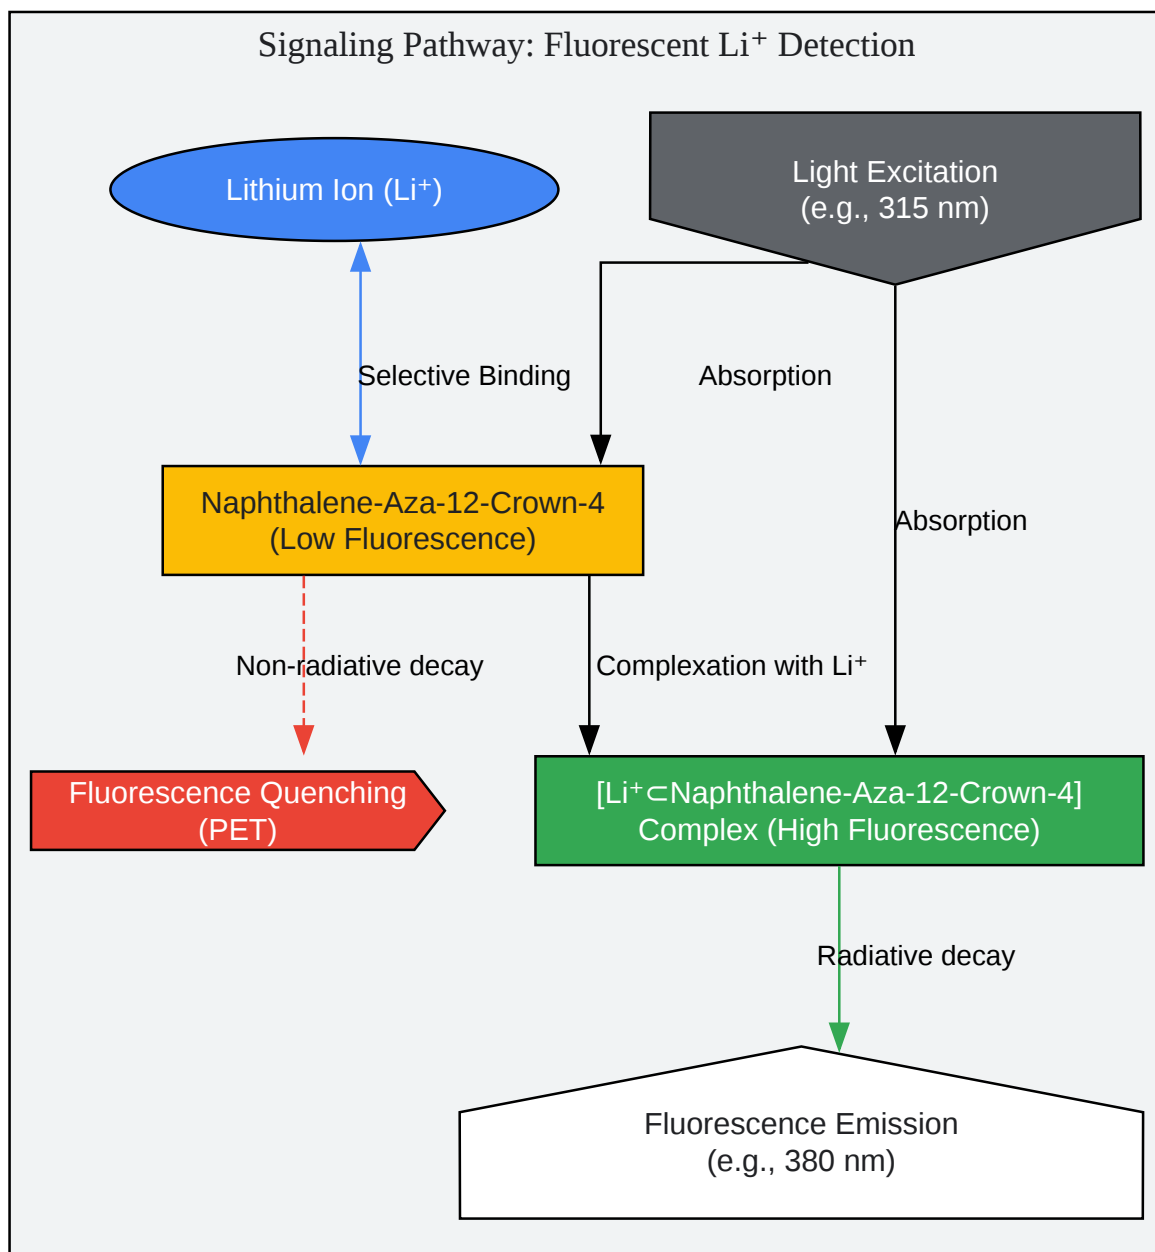 Signaling Pathway: Fluorescent Li⁺ Detection
Lithium Ion (Li⁺)
Light Excitation
(e.g., 315 nm)
Selective Binding
Absorption
Naphthalene-Aza-12-Crown-4
(Low Fluorescence)
Absorption
Non-radiative decay
Complexation with Li⁺
Fluorescence Quenching
(PET)
[Li⁺⊂Naphthalene-Aza-12-Crown-4]
Complex (High Fluorescence)
Radiative decay
Fluorescence Emission
(e.g., 380 nm)